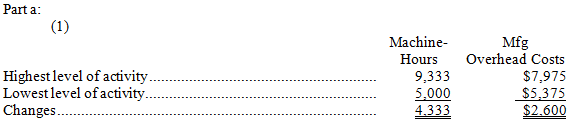 Part a:
(1)
Machine- Mfg
Hours Overhead Costs
Highest level of activity 9,333 $7,975
Lowest level of activity 5,000 $5,375
Changes 4,333 $2,600